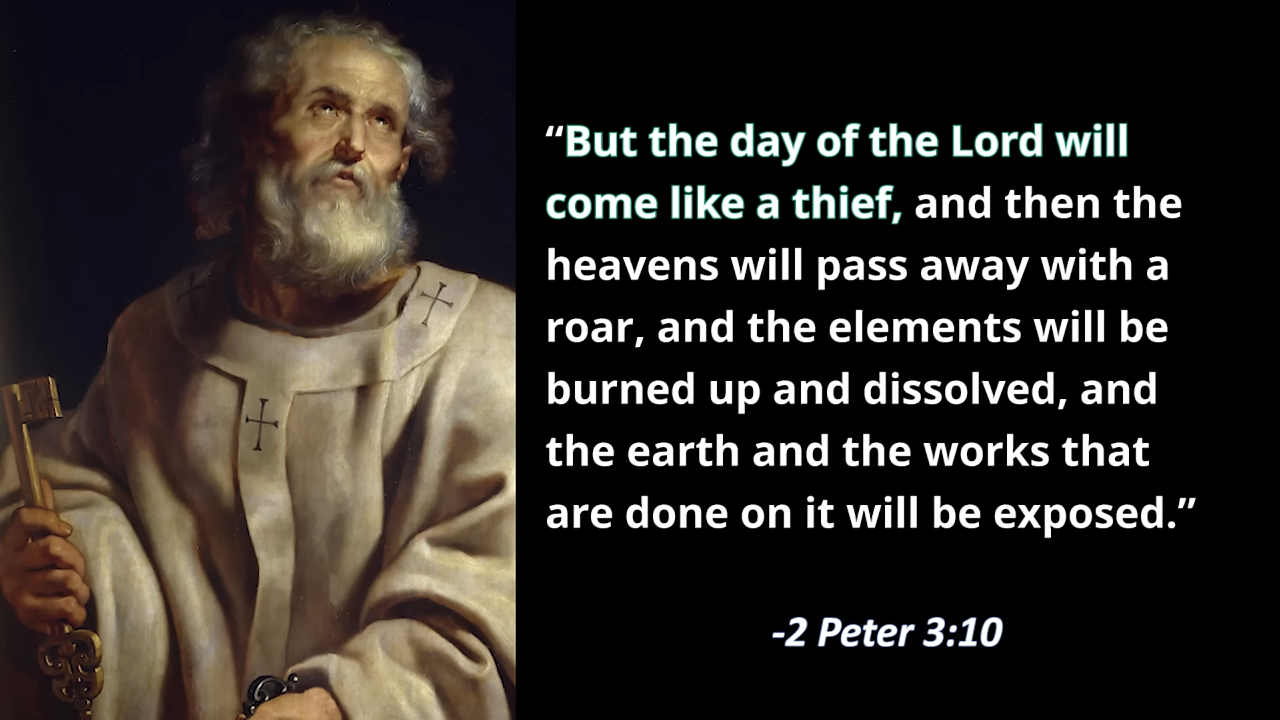 “But the day of the Lord will
come like a thief, and then the
heavens will pass away with a
roar, and the elements will be
burned up and dissolved, and
the earth and the works that
are done on it will be exposed.”
-2 Peter 3:10